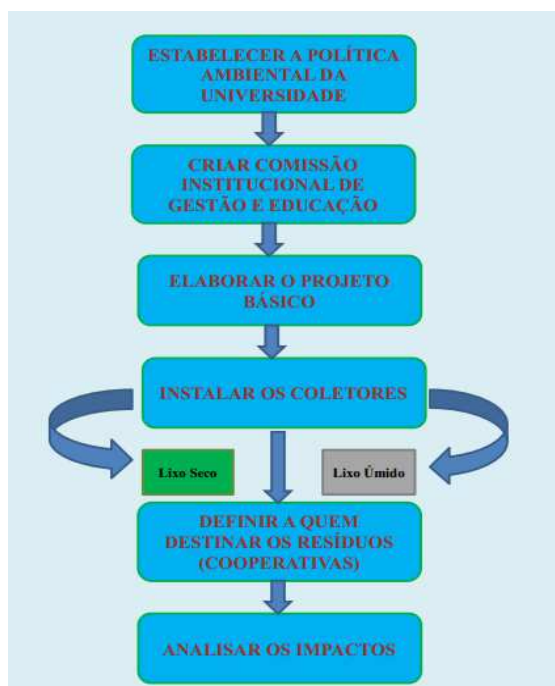 ESTABELECER A POLÍTICA
AMBIENTAL DA
UNIVERSIDADE
CRIAR COMISSÃO
INSTITUCIONAL DE
GESTÃO E EDUCAÇÃO
ELABORAR O PROJETO
BÁSICO
INSTALAR OS COLETORES
Lixo Seco
Lixo Úmido
DEFINIR A QUEM
DESTINAR OS RESÍDUOS
(COOPERATIVAS)
ANALISAR OS IMPACTOS